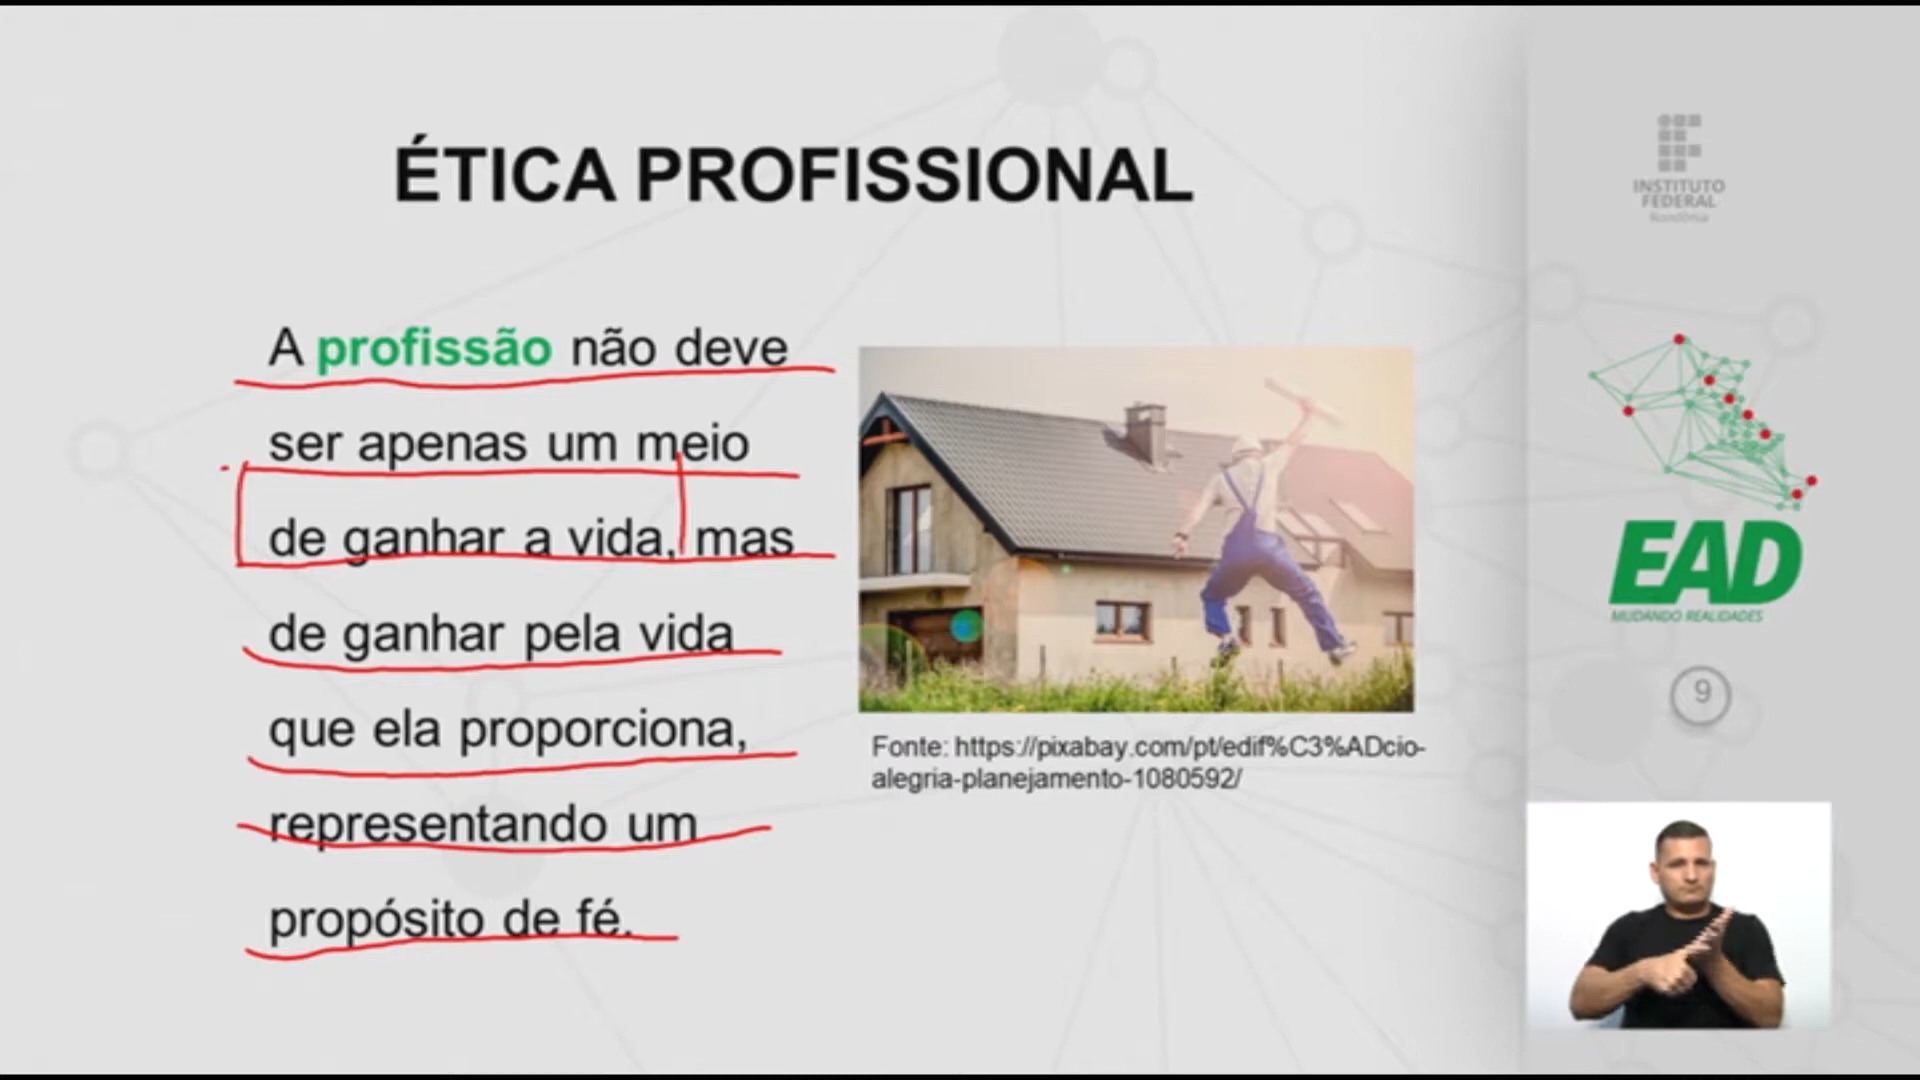 ÉTICA PROFISSIONAL
A profissão não deve
ser apenas um meio
de ganhar a vida, mas
de ganhar pela vida
que ela proporciona,
representando um
propósito de fé.
Fonte: https://pixabay.com/pt/edif%C3%ADcio-
alegria-planejamento-1080592/
INSTITUTO
FEDERAL
Rondônia
EAD
MUDANDO REALIDADES
9